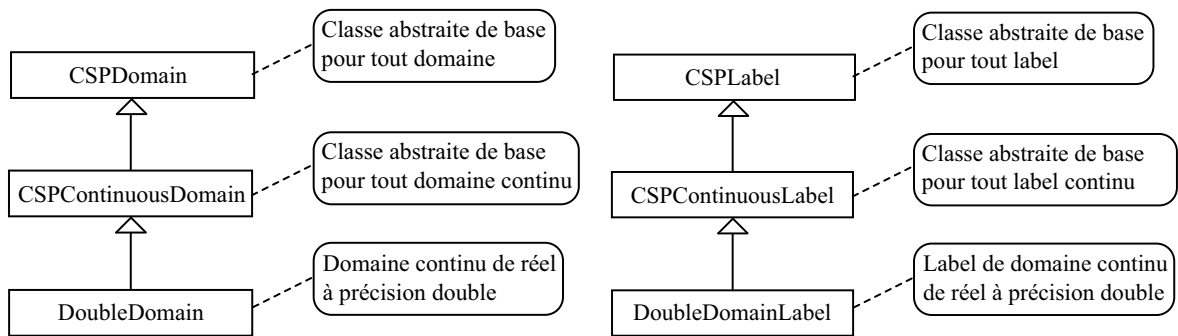 Classe abstraite de base
pour tout domaine
CSPDomain
Classe abstraite de base
pour tout domaine continu
CSPContinuousDomain
Domaine continu de réel
à précision double
DoubleDomain
Classe abstraite de base
pour tout label
CSPLabel
Classe abstraite de base
pour tout label continu
CSPContinuousLabel
Label de domaine continu
de réel à précision double
DoubleDomainLabel